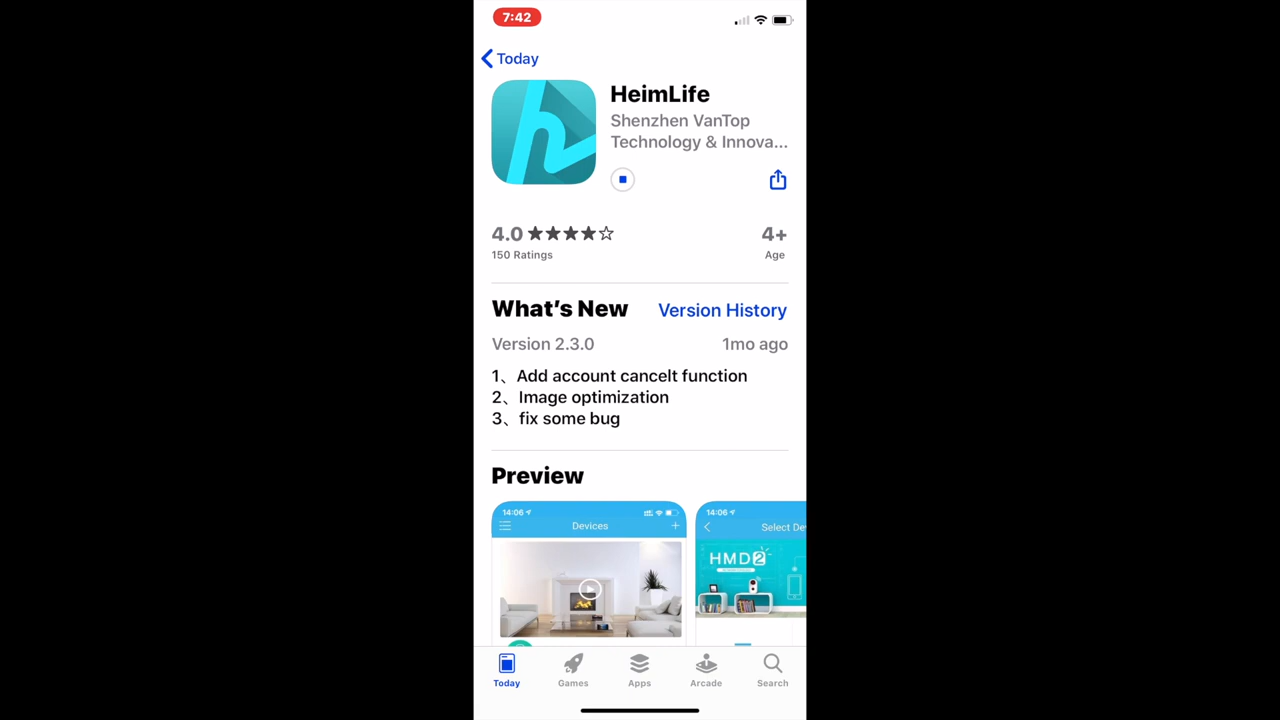 7:42
Today
HeimLife
Shenzhen VanTop
Technology & Innova...
4.0
4+
150 Ratings
Age
What's New
Version History
Version 2.3.0
1mo ago
1、Add account cancelt function
2、Image optimization
3、fix some bug
Preview
14:06
Devices
14:06
Select De
HMD2
Today
Games
Apps
Arcade
Search